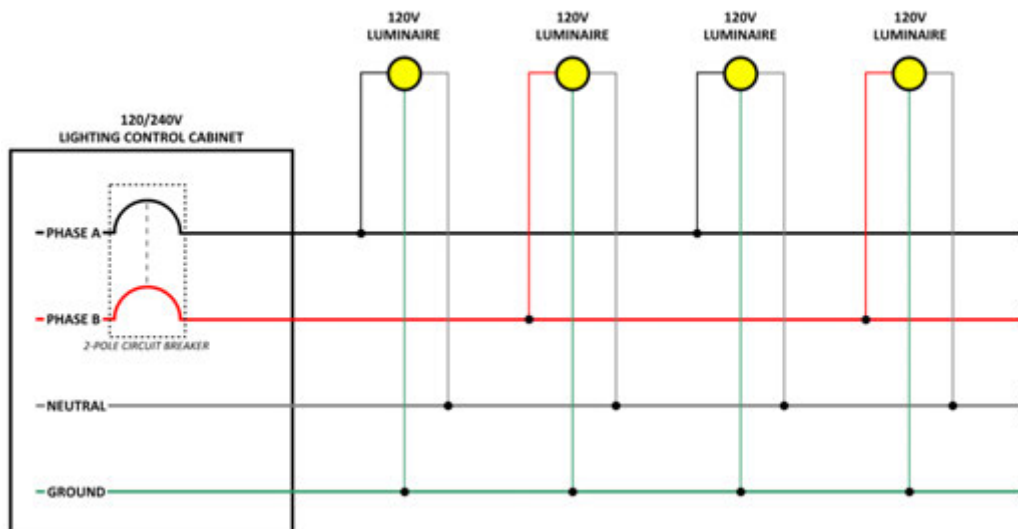 120V
LUMINAIRE
120V
LUMINAIRE
120V
LUMINAIRE
120V
LUMINAIRE
120/240V
LIGHTING CONTROL CABINET
PHASE A
PHASE B
2-POLE CIRCUIT BREAKER
NEUTRAL
GROUND